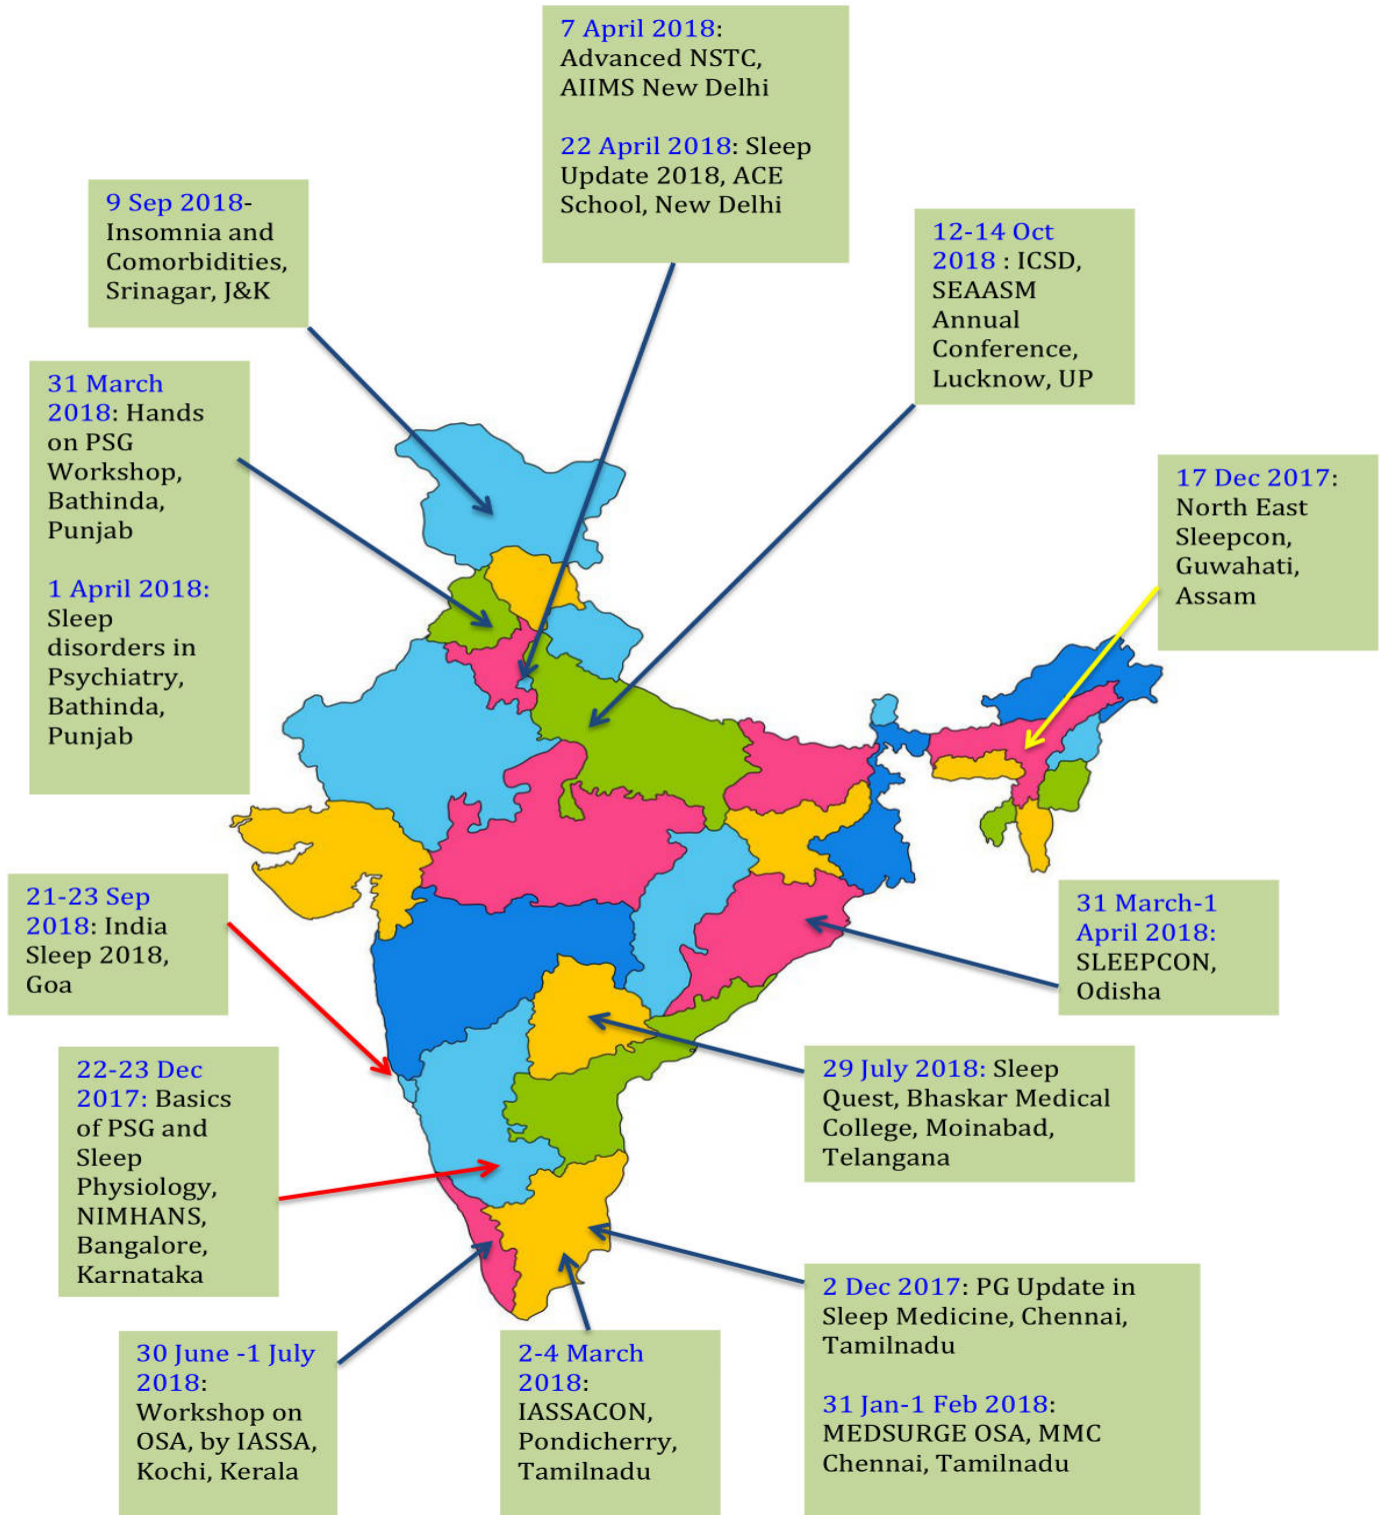 7 April 2018:
Advanced NSTC,
AIIMS New Delhi
22 April 2018: Sleep
Update 2018, ACE
School, New Delhi
9 Sep 2018-
Insomnia and
Comorbidities,
Srinagar, J&K
12-14 Oct
2018 : ICSD,
SEAASM
Annual
Conference,
Lucknow, UP
31 March
2018: Hands
on PSG
Workshop,
Bathinda,
Punjab
1 April 2018:
Sleep
disorders in
Psychiatry,
Bathinda,
Punjab
17 Dec 2017:
North East
Sleepcon,
Guwahati,
Assam
21-23 Sep
2018: India
Sleep 2018,
Goa
31 March-1
April 2018:
SLEEPCON,
Odisha
22-23 Dec
2017: Basics
of PSG and
Sleep
Physiology,
NIMHANS,
Bangalore,
Karnataka
29 July 2018: Sleep
Quest, Bhaskar Medical
College, Moinabad,
Telangana
30 June -1 July
2018:
Workshop on
OSA, by IASSA,
Kochi, Kerala
2-4 March
2018:
IASSACON,
Pondicherry,
Tamilnadu
2 Dec 2017: PG Update in
Sleep Medicine, Chennai,
Tamilnadu
31 Jan-1 Feb 2018:
MEDSURGE OSA, MMC
Chennai, Tamilnadu